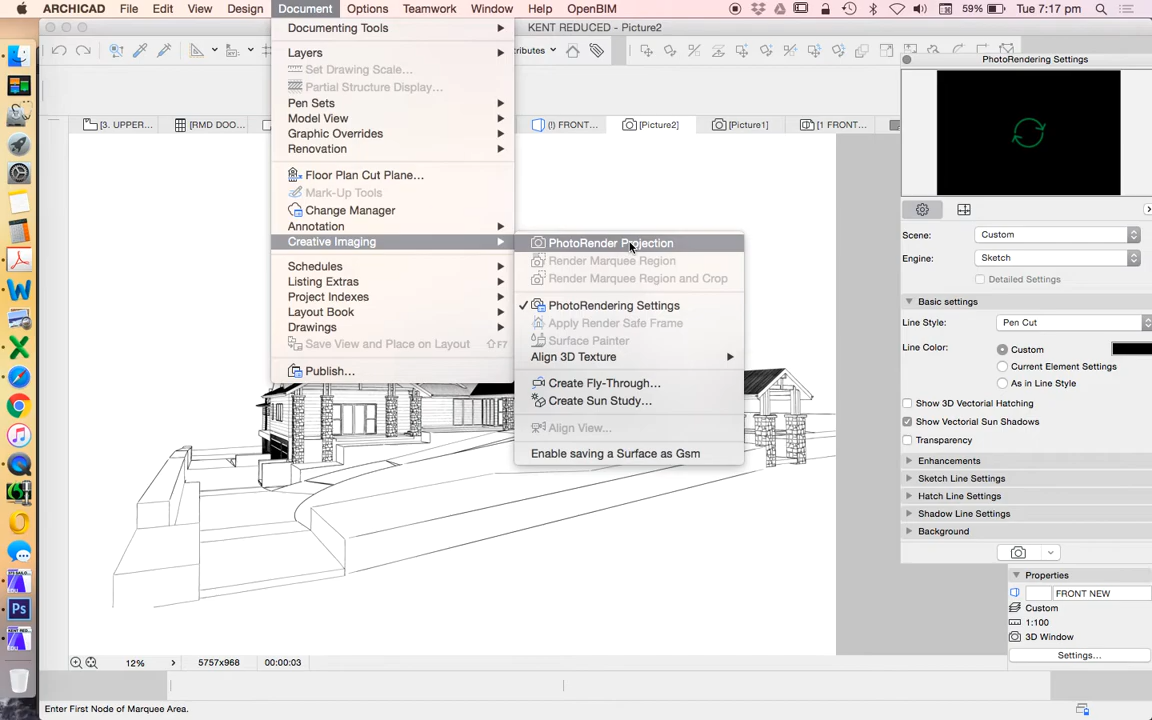 ARCHICAD File Edit View Design Document Options Teamwork Window Help OpenBIM 59% Tue 7:17 pm
KENT REDUCED - Picture2
Documenting Tools
Layers
Set Drawing Scale...
Partial Structure Display...
Pen Sets
Model View
Graphic Overrides
Renovation
Floor Plan Cut Plane...
Mark-Up Tools
Change Manager
Annotation
Creative Imaging
Schedules
Listing Extras
Project Indexes
Layout Book
Drawings
Save View and Place on Layout ⇧F7
Publish...
PhotoRender Projection
Render Marquee Region
Render Marquee Region and Crop
PhotoRendering Settings
Apply Render Safe Frame
Surface Painter
Align 3D Texture
Create Fly-Through...
Create Sun Study...
Align View...
Enable saving a Surface as Gsm
[3. UPPER... [RMD DOO... (!) FRONT... [Picture2] [Picture1] [1 FRONT...
PhotoRendering Settings
Scene: Custom
Engine: Sketch
Detailed Settings
Basic settings
Line Style: Pen Cut
Line Color: Custom
Current Element Settings
As in Line Style
Show 3D Vectorial Hatching
Show Vectorial Sun Shadows
Transparency
Enhancements
Sketch Line Settings
Hatch Line Settings
Shadow Line Settings
Background
Properties
FRONT NEW
Custom
1:100
3D Window
Settings...
12% 5757x968 00:00:03
Enter First Node of Marquee Area.